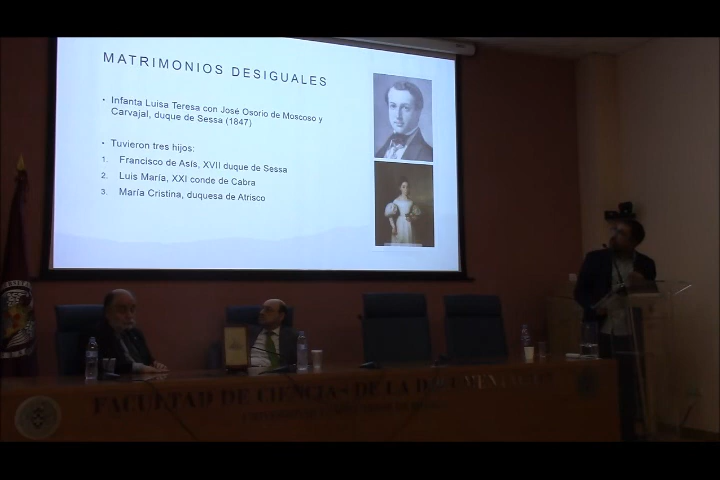 MATRIMONIOS DESIGUALES
• Infanta Luisa Teresa con José Osorio de Moscoso y
Carvajal, duque de Sessa (1847)
• Tuvieron tres hijos:
1. Francisco de Asís, XVII duque de Sessa
2. Luis María, XXI conde de Cabra
3. María Cristina, duquesa de Atrisco
FACULTAD DE CIENCIAS DE LA DOCUMENTACIÓN